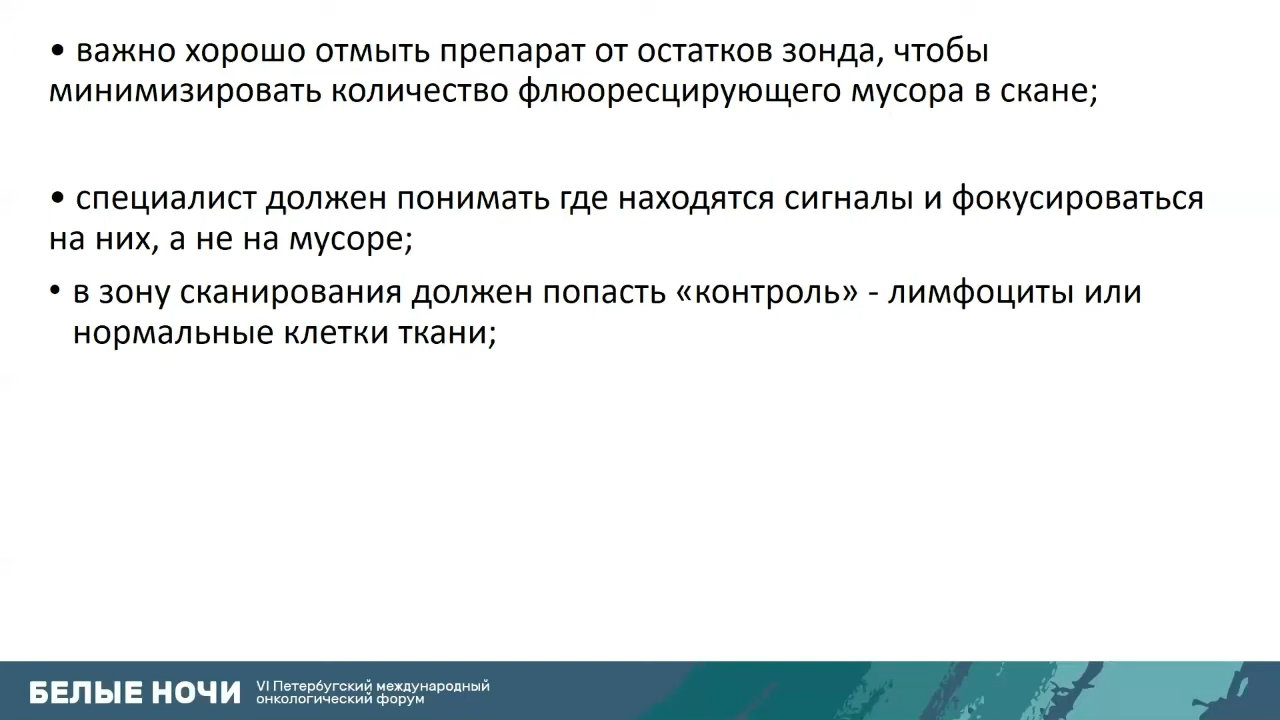 • важно хорошо отмыть препарат от остатков зонда, чтобы
минимизировать количество флюоресцирующего мусора в скане;
• специалист должен понимать где находятся сигналы и фокусироваться
на них, а не на мусоре;
• в зону сканирования должен попасть «контроль» - лимфоциты или
нормальные клетки ткани;
БЕЛЫЕ НОЧИ
VI Петербугский международный
онкологический форум